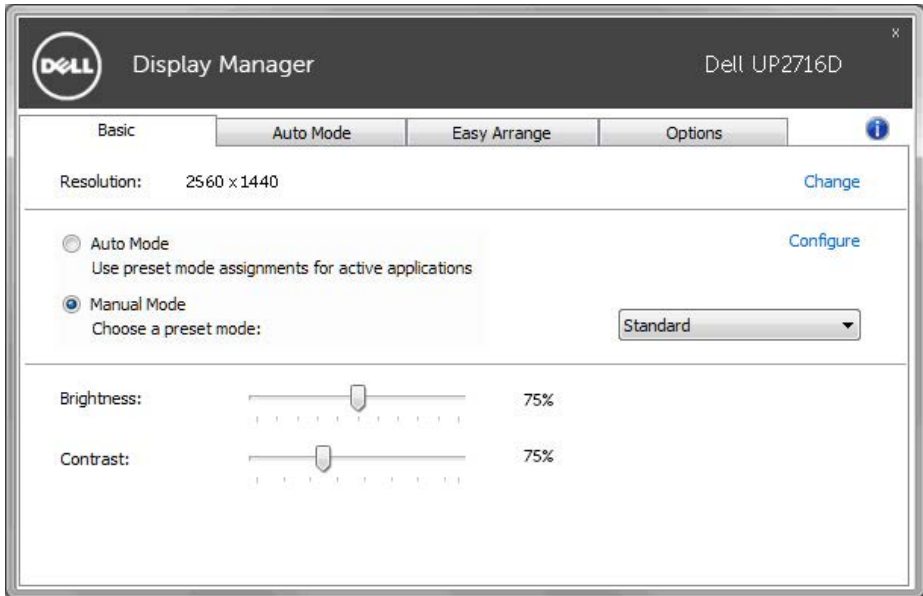 DELL Display Manager Dell UP2716D x
Basic Auto Mode Easy Arrange Options i
Resolution: 2560 x 1440 Change
Auto Mode Configure
Use preset mode assignments for active applications
Manual Mode
Choose a preset mode: Standard
Brightness: 75%
Contrast: 75%